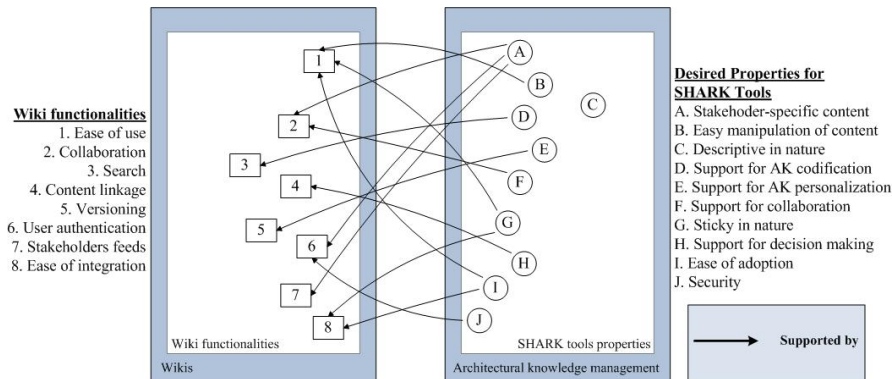 Wiki functionalities
1. Ease of use
2. Collaboration
3. Search
4. Content linkage
5. Versioning
6. User authentication
7. Stakeholders feeds
8. Ease of integration
1
2
3
4
5
6
7
8
Wiki functionalities
Wikis
A
B
C
D
E
F
G
H
I
J
SHARK tools properties
Architectural knowledge management
Desired Properties for
SHARK Tools
A. Stakehoder-specific content
B. Easy manipulation of content
C. Descriptive in nature
D. Support for AK codification
E. Support for AK personalization
F. Support for collaboration
G. Sticky in nature
H. Support for decision making
I. Ease of adoption
J. Security
Supported by